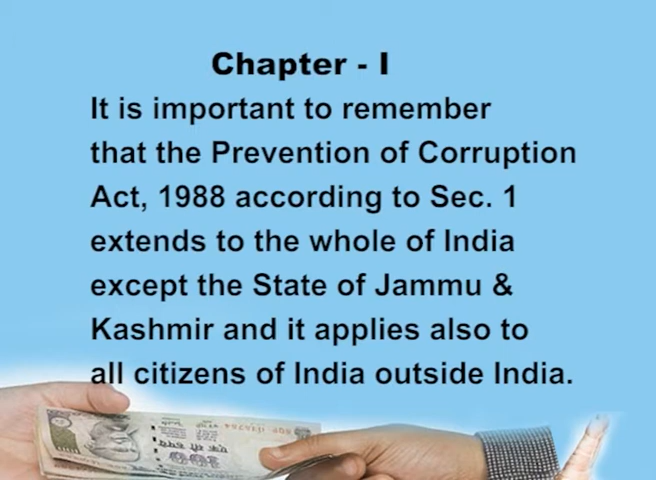 Chapter - I
It is important to remember
that the Prevention of Corruption
Act, 1988 according to Sec. 1
extends to the whole of India
except the State of Jammu &
Kashmir and it applies also to
all citizens of India outside India.